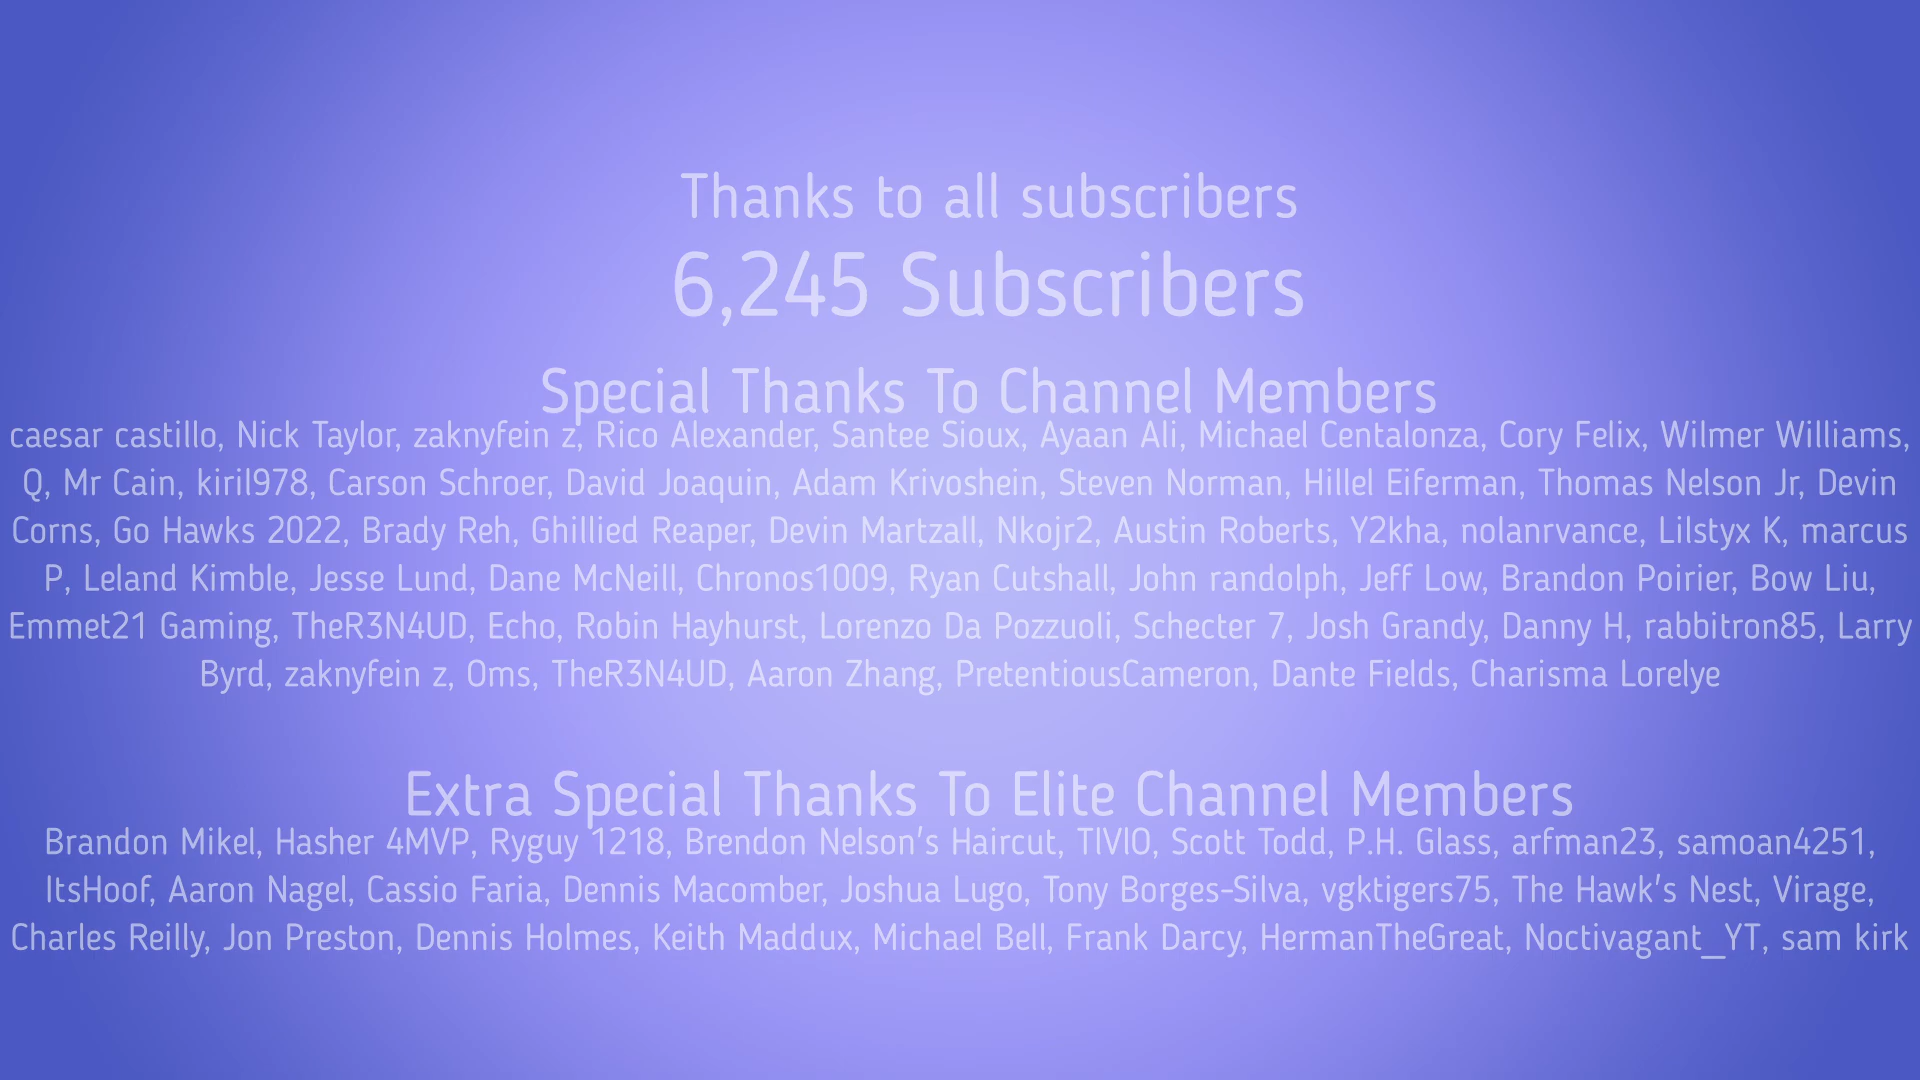 Thanks to all subscribers
6,245 Subscribers
Special Thanks To Channel Members
caesar castillo, Nick Taylor, zaknyfein z, Rico Alexander, Santee Sioux, Ayaan Ali, Michael Centalonza, Cory Felix, Wilmer Williams,
Q, Mr Cain, kiril978, Carson Schroer, David Joaquin, Adam Krivoshein, Steven Norman, Hillel Eiferman, Thomas Nelson Jr, Devin
Corns, Go Hawks 2022, Brady Reh, Ghillied Reaper, Devin Martzall, Nkojr2, Austin Roberts, Y2kha, nolanrvance, Lilstyx K, marcus
P, Leland Kimble, Jesse Lund, Dane McNeill, Chronos1009, Ryan Cutshall, John randolph, Jeff Low, Brandon Poirier, Bow Liu,
Emmet21 Gaming, TheR3N4UD, Echo, Robin Hayhurst, Lorenzo Da Pozzuoli, Schecter 7, Josh Grandy, Danny H, rabbitron85, Larry
Byrd, zaknyfein z, Oms, TheR3N4UD, Aaron Zhang, PretentiousCameron, Dante Fields, Charisma Lorelye
Extra Special Thanks To Elite Channel Members
Brandon Mikel, Hasher 4MVP, Ryguy 1218, Brendon Nelson's Haircut, TlVlO, Scott Todd, P.H. Glass, arfman23, samoan4251,
ItsHoof, Aaron Nagel, Cassio Faria, Dennis Macomber, Joshua Lugo, Tony Borges-Silva, vgktigers75, The Hawk's Nest, Virage,
Charles Reilly, Jon Preston, Dennis Holmes, Keith Maddux, Michael Bell, Frank Darcy, HermanTheGreat, Noctivagant_YT, sam kirk